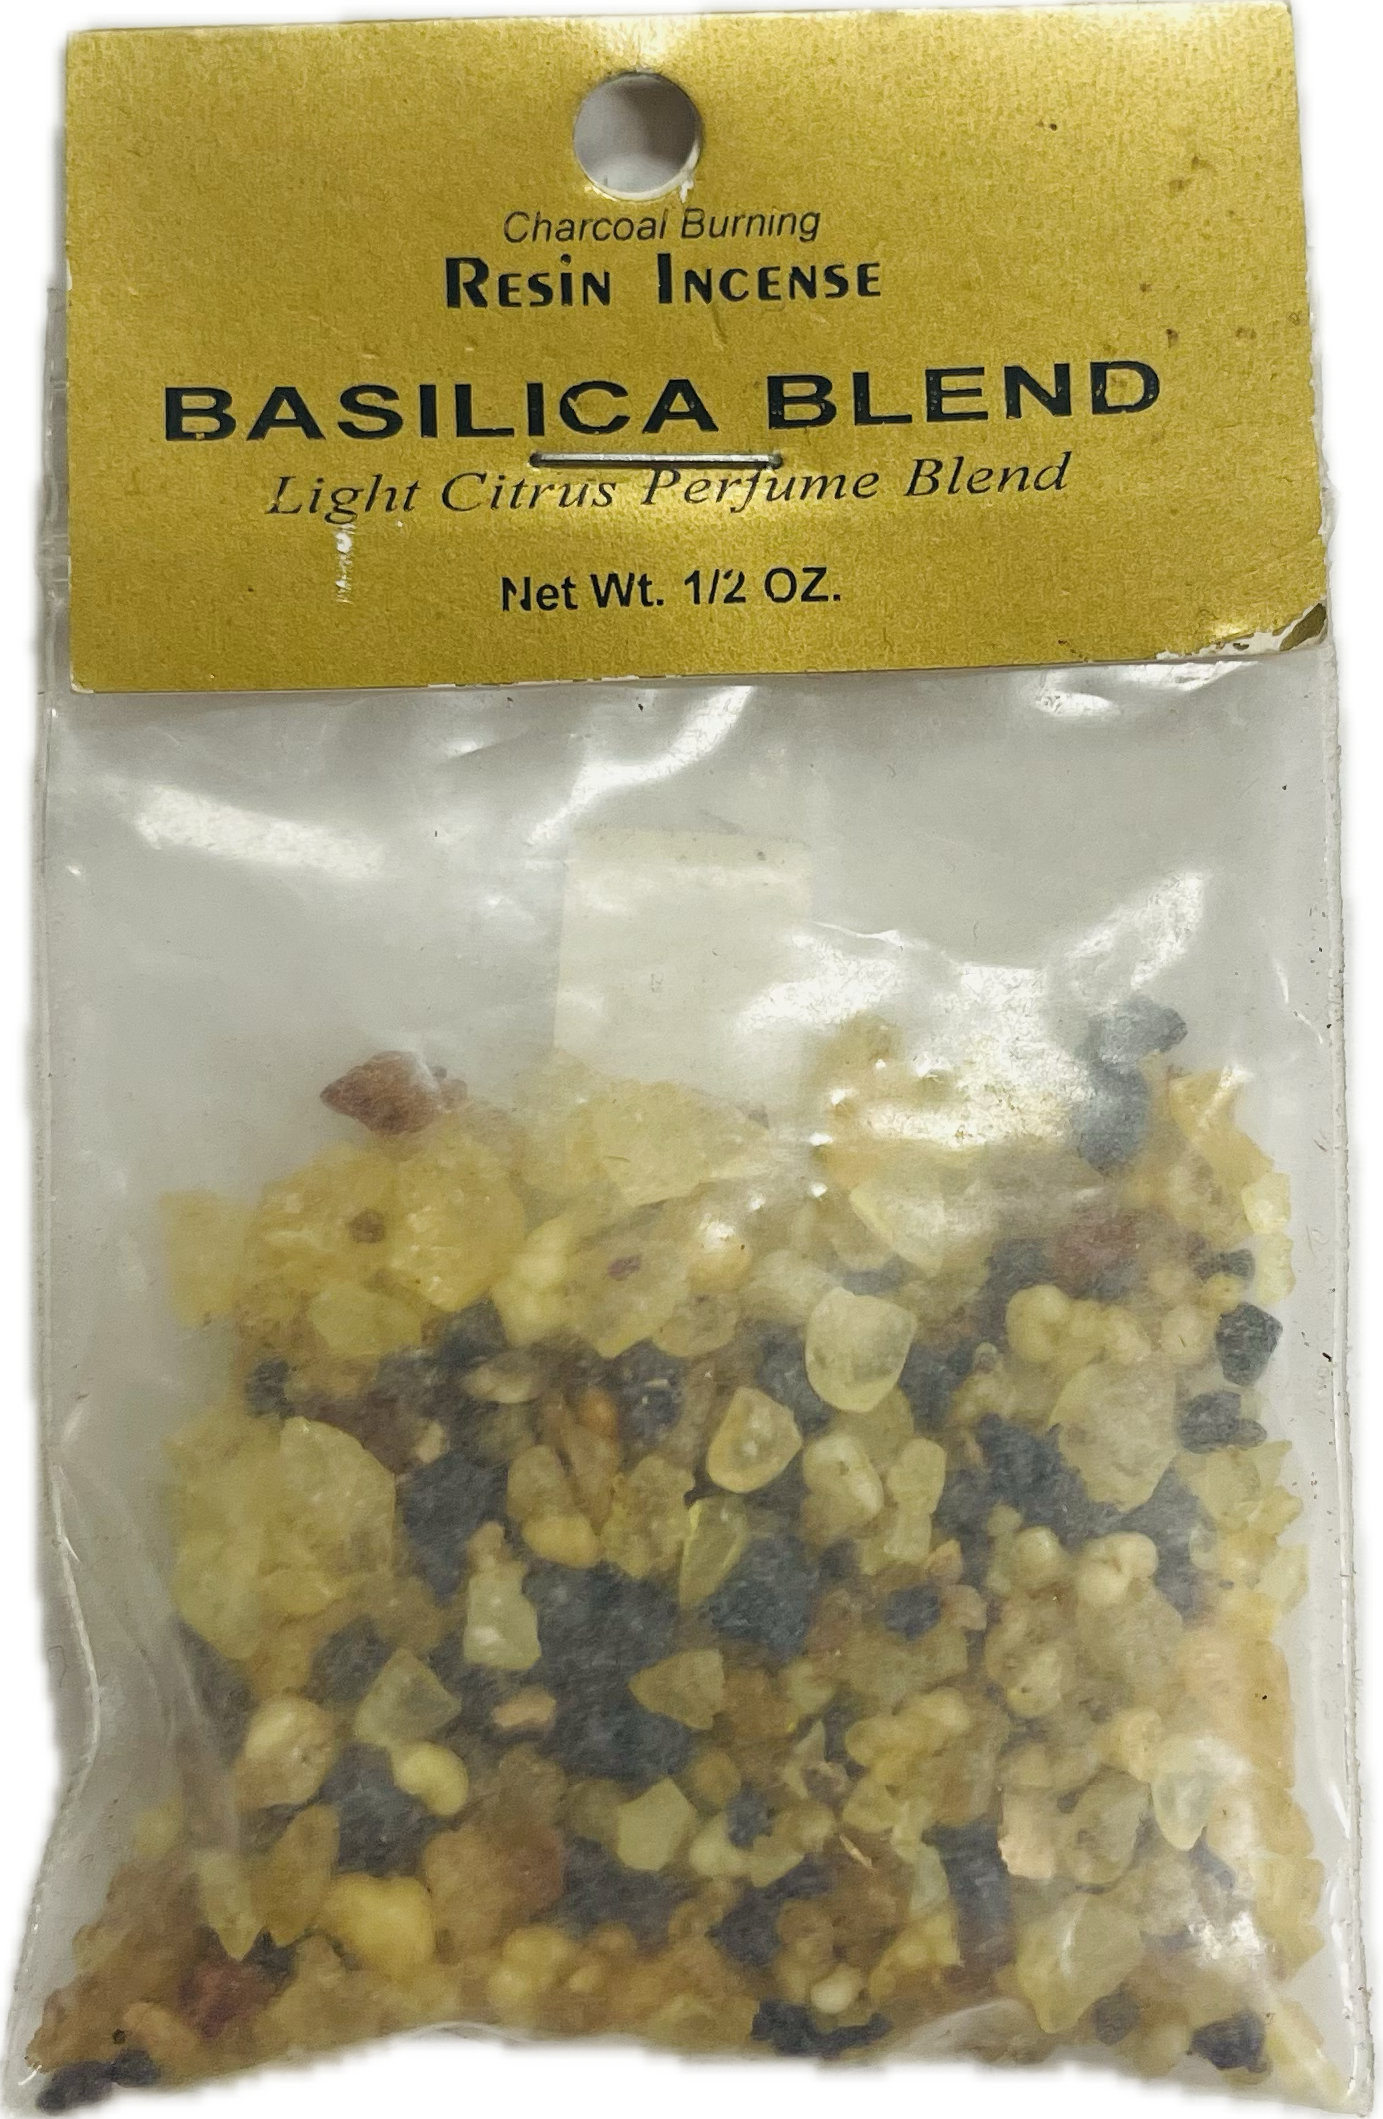 Charcoal Burning
Resin Incense
BASILICA BLEND
Light Citrus Perfume Blend
Net Wt. 1/2 OZ.